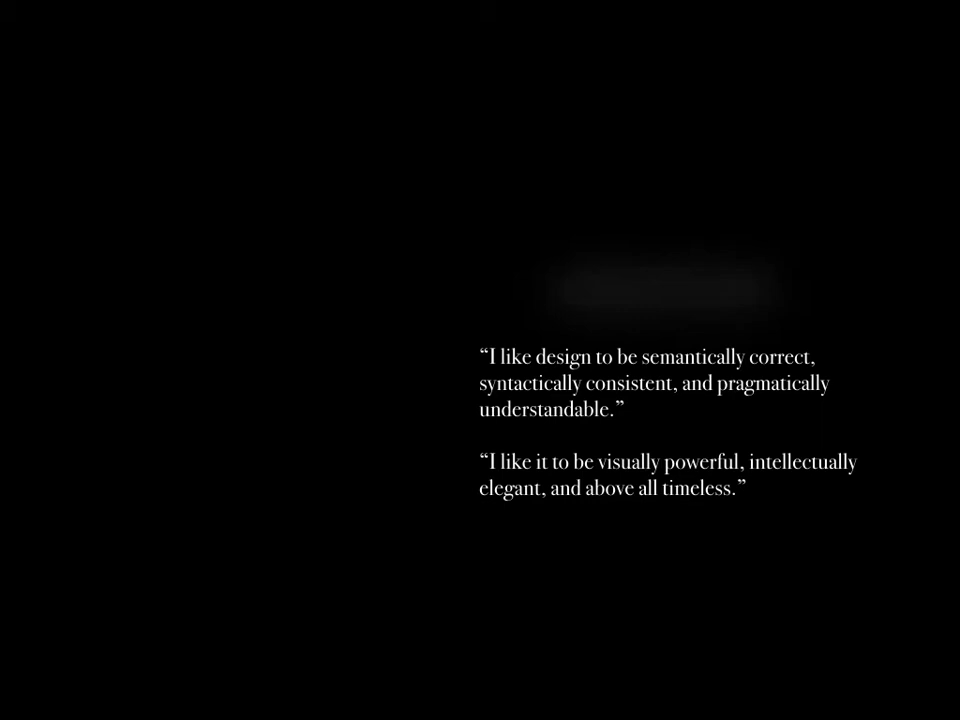 “I like design to be semantically correct,
syntactically consistent, and pragmatically
understandable.”
“I like it to be visually powerful, intellectually
elegant, and above all timeless.”